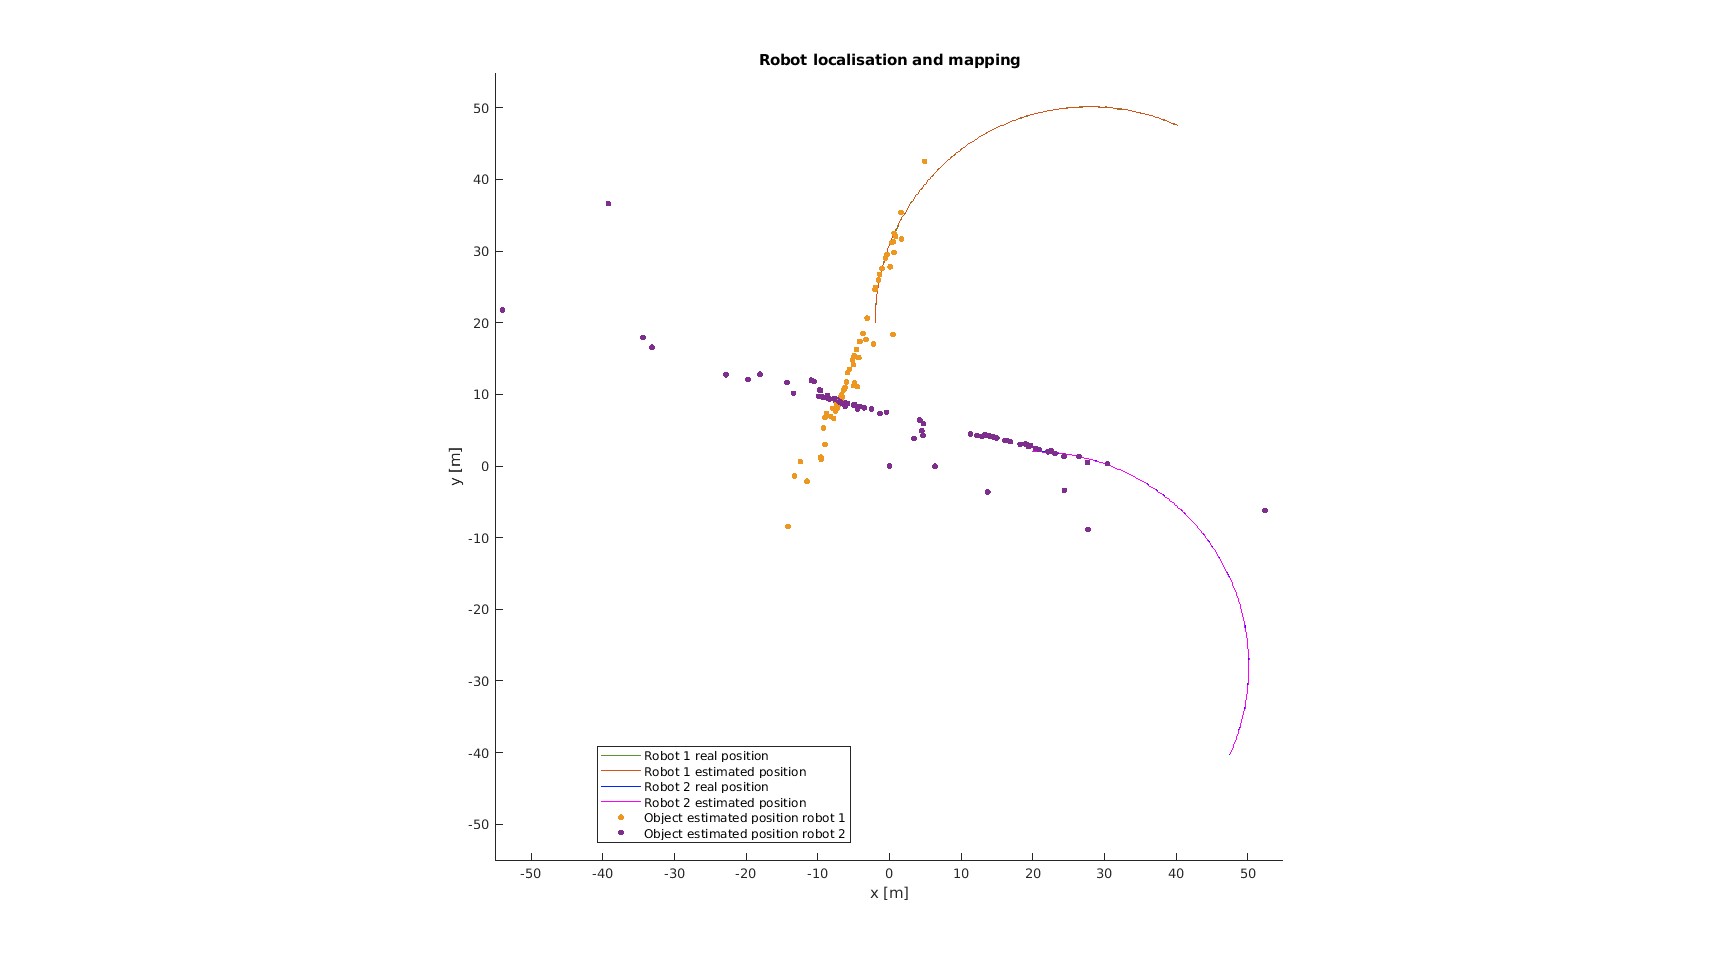 Robot localisation and mapping
50
40
30
20
10
0
-10
-20
-30
-40
-50
y [m]
Robot 1 real position
Robot 1 estimated position
Robot 2 real position
Robot 2 estimated position
Object estimated position robot 1
Object estimated position robot 2
-50 -40 -30 -20 -10 0 10 20 30 40 50
x [m]